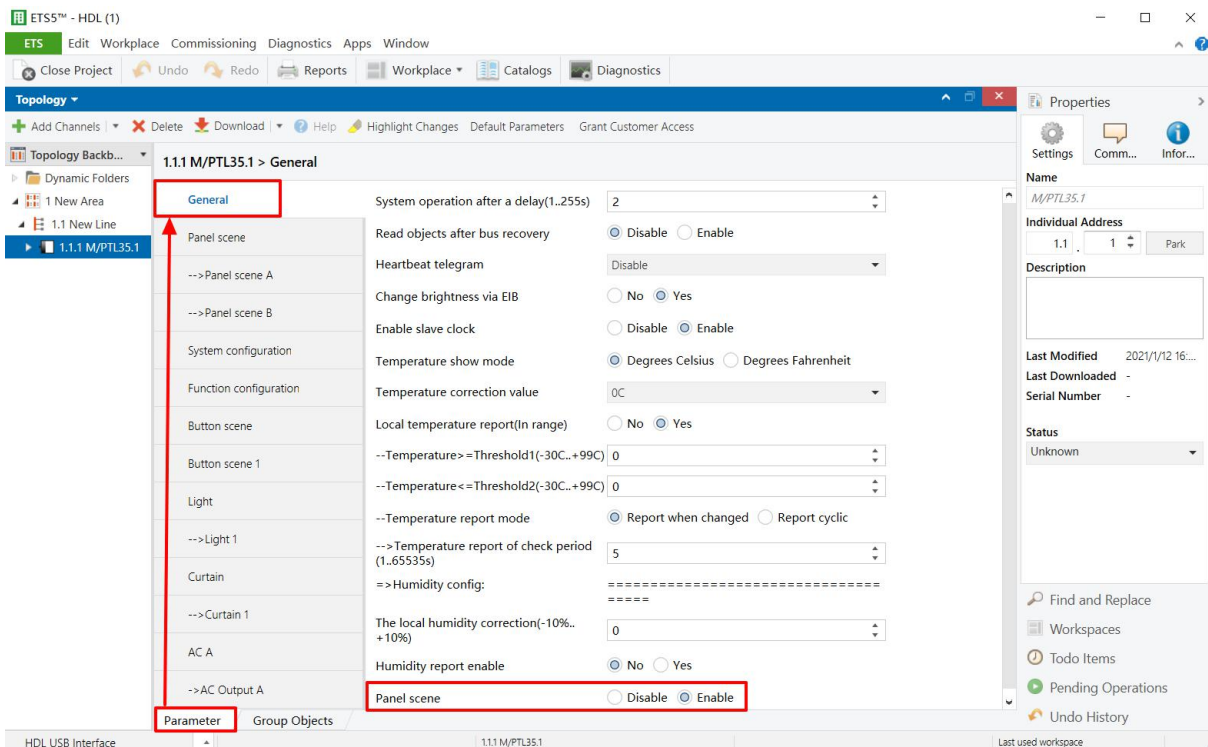 ETS5™ - HDL (1)
ETS Edit Workplace Commissioning Diagnostics Apps Window
Close Project Undo Redo Reports Workplace Catalogs Diagnostics
Topology
Add Channels Delete Download Help Highlight Changes Default Parameters Grant Customer Access
Topology Backb...
Dynamic Folders
1 New Area
1.1 New Line
1.1.1 M/PTL35.1
1.1.1 M/PTL35.1 > General
General
Panel scene
-->Panel scene A
-->Panel scene B
System configuration
Function configuration
Button scene
Button scene 1
Light
-->Light 1
Curtain
-->Curtain 1
AC A
->AC Output A
System operation after a delay(1..255s) 2
Read objects after bus recovery Disable Enable
Heartbeat telegram Disable
Change brightness via EIB No Yes
Enable slave clock Disable Enable
Temperature show mode Degrees Celsius Degrees Fahrenheit
Temperature correction value 0C
Local temperature report(In range) No Yes
--Temperature>=Threshold1(-30C..+99C) 0
--Temperature<=Threshold2(-30C..+99C) 0
--Temperature report mode Report when changed Report cyclic
-->Temperature report of check period
(1..65535s) 5
=>Humidity config: ================================
=====
The local humidity correction(-10%..
+10%) 0
Humidity report enable No Yes
Panel scene Disable Enable
Parameter Group Objects
Properties
Settings Comm... Infor...
Name
M/PTL35.1
Individual Address
1.1 . 1 Park
Description
Last Modified 2021/1/12 16:...
Last Downloaded -
Serial Number -
Status
Unknown
Find and Replace
Workspaces
Todo Items
Pending Operations
Undo History
HDL USB Interface 1.1.1 M/PTL35.1 Last used workspace